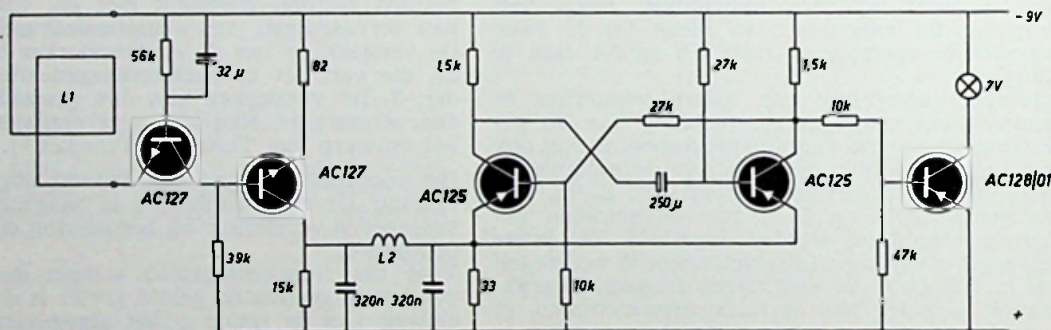 - 9V
56k
32 µ
82
1,5k
27k
1,5k
7V
L1
27k
10k
AC127
AC127
AC125
250 µ
AC125
AC128/01
39k
L2
47k
15k
320n
320n
33
10k
+